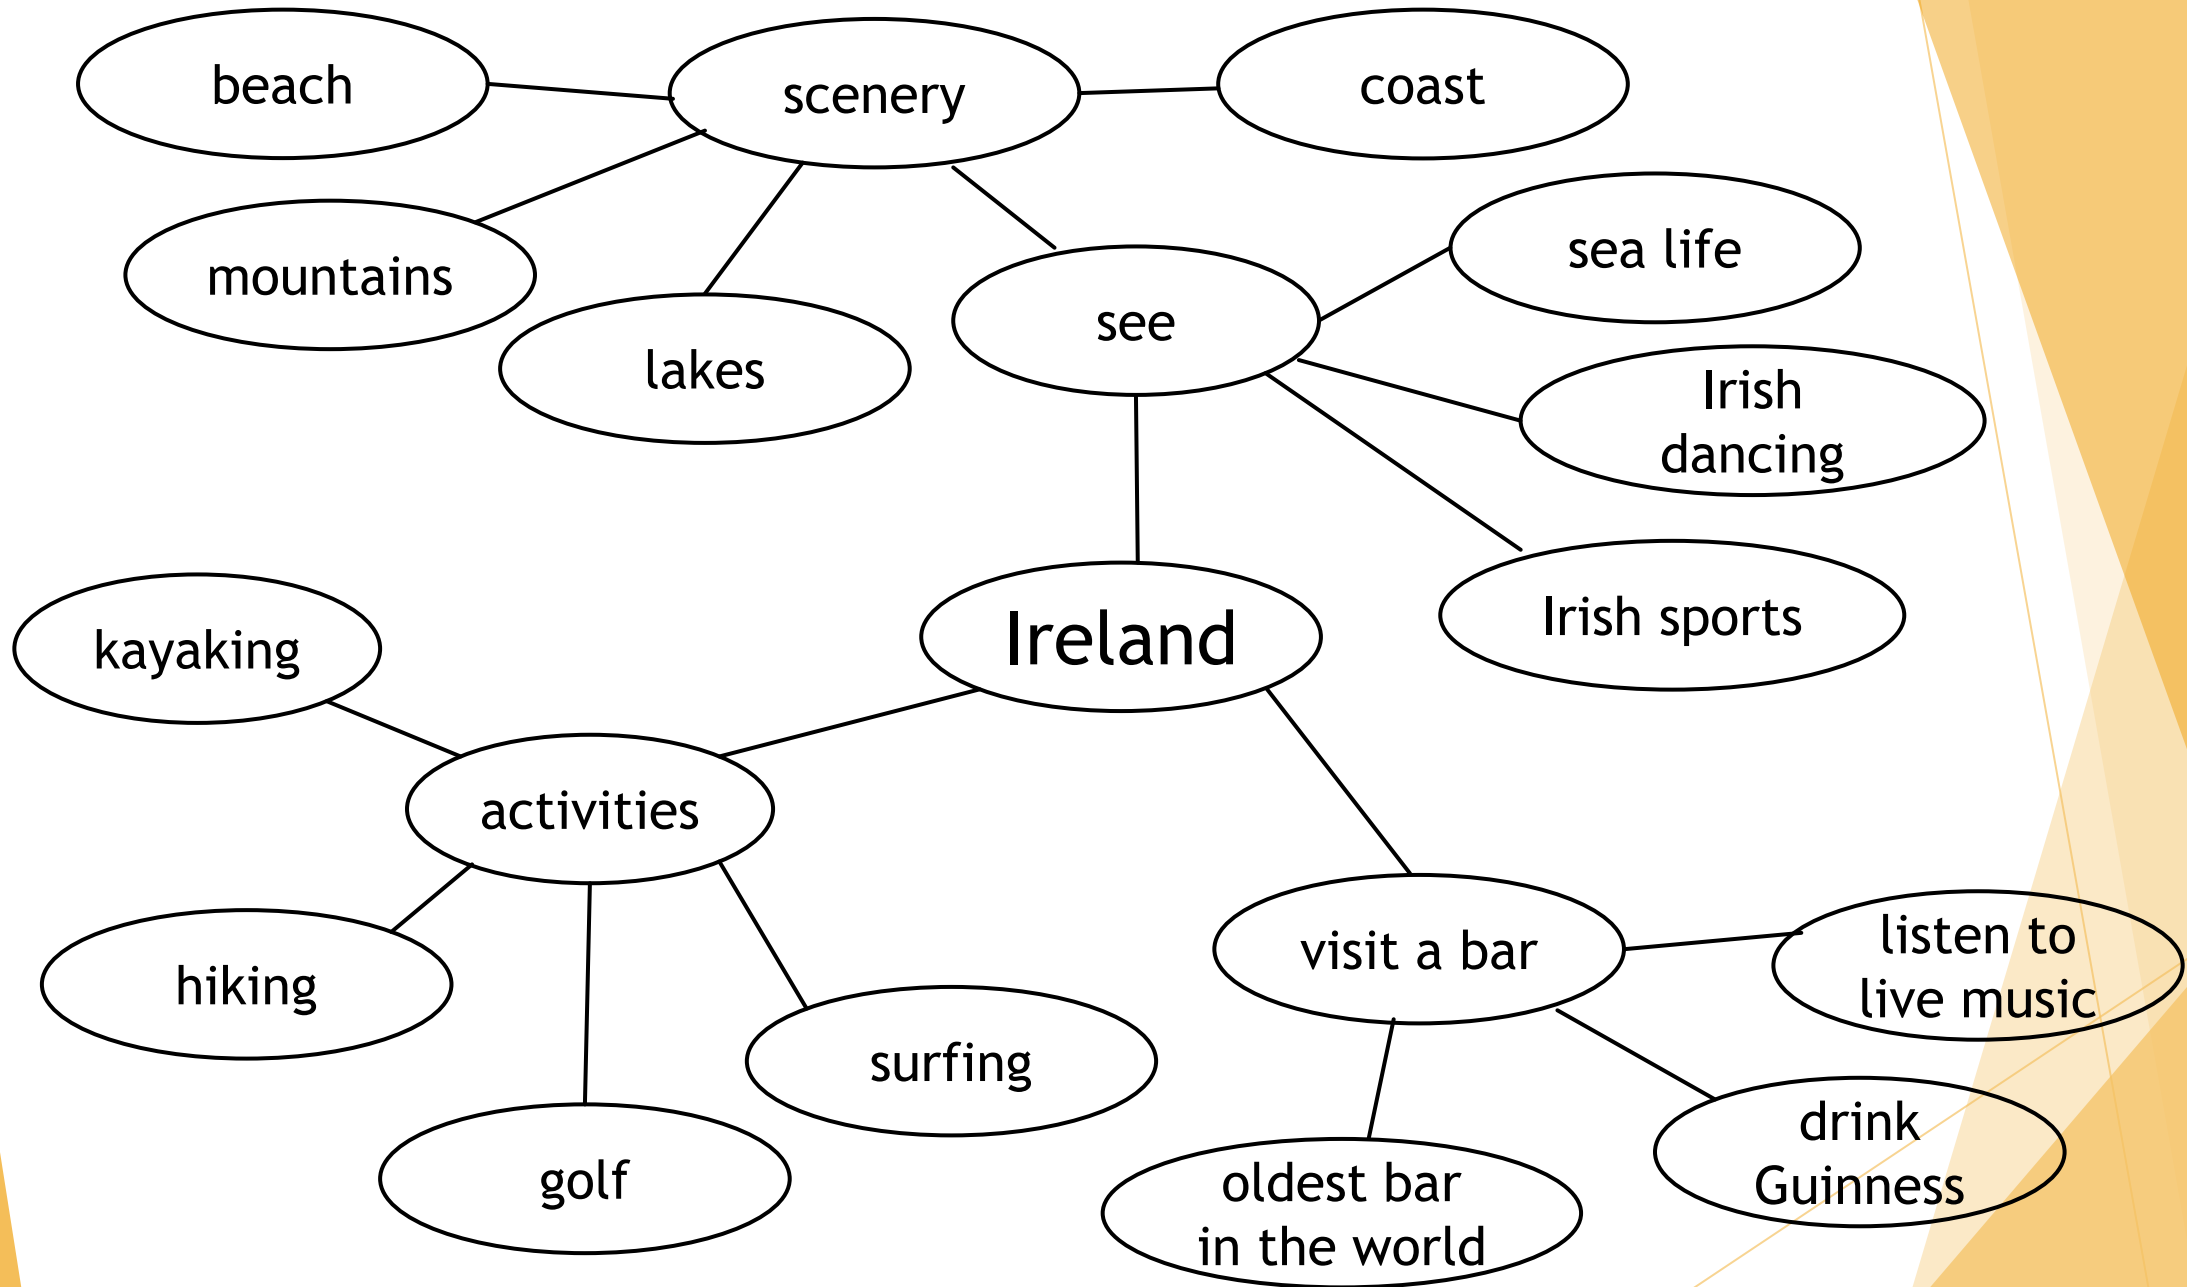 beach
scenery
coast
mountains
lakes
see
sea life
Irish
dancing
Irish sports
Ireland
kayaking
activities
hiking
golf
surfing
visit a bar
listen to
live music
drink
Guinness
oldest bar
in the world